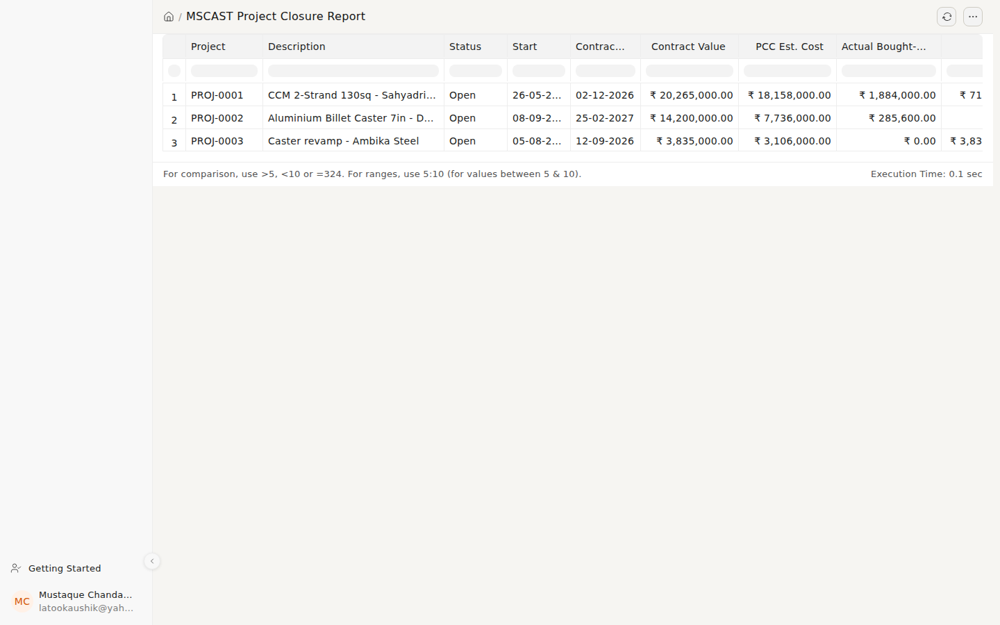 / MSCAST Project Closure Report
Project Description Status Start Contrac... Contract Value PCC Est. Cost Actual Bought-...
1 PROJ-0001 CCM 2-Strand 130sq - Sahyadri... Open 26-05-2... 02-12-2026 ₹ 20,265,000.00 ₹ 18,158,000.00 ₹ 1,884,000.00 ₹ 71
2 PROJ-0002 Aluminium Billet Caster 7in - D... Open 08-09-2... 25-02-2027 ₹ 14,200,000.00 ₹ 7,736,000.00 ₹ 285,600.00
3 PROJ-0003 Caster revamp - Ambika Steel Open 05-08-2... 12-09-2026 ₹ 3,835,000.00 ₹ 3,106,000.00 ₹ 0.00 ₹ 3,83
For comparison, use >5, <10 or =324. For ranges, use 5:10 (for values between 5 & 10). Execution Time: 0.1 sec
Getting Started
MC Mustaque Chanda...
latookaushik@yah...